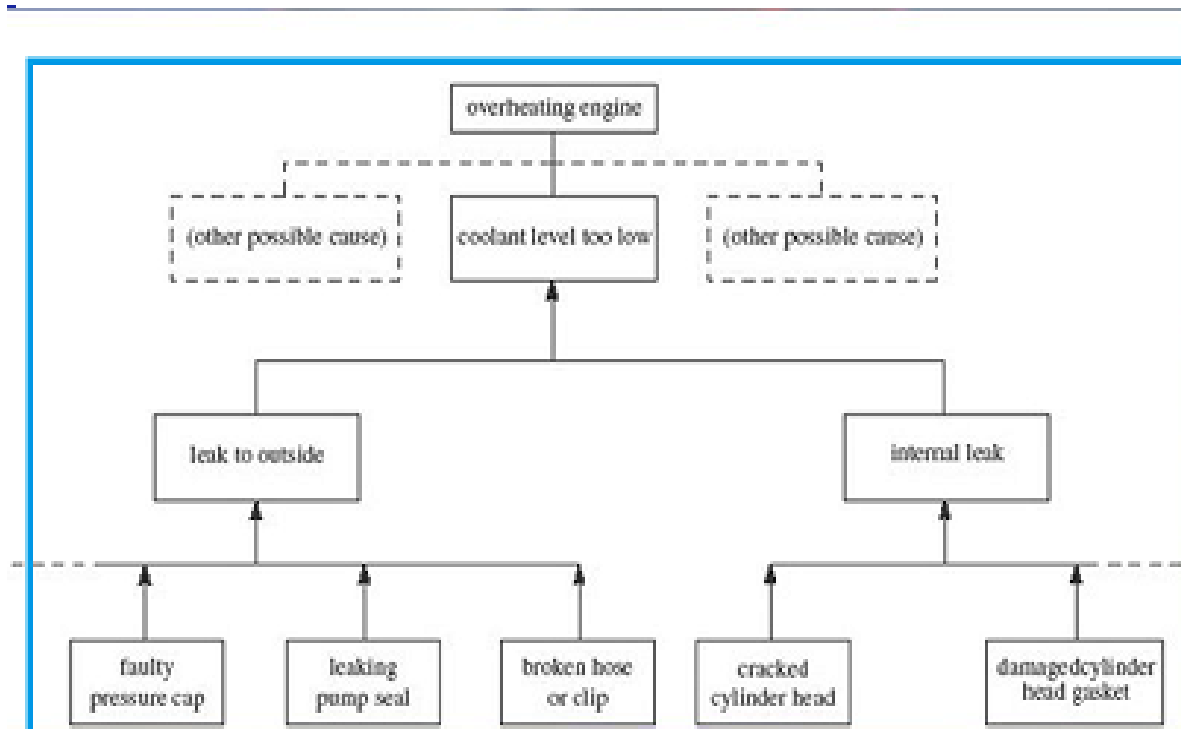 overheating engine
(other possible cause)
coolant level too low
(other possible cause)
leak to outside
internal leak
faulty
pressure cap
leaking
pump seal
broken hose
or clip
cracked
cylinder head
damagedcylinder
head gasket